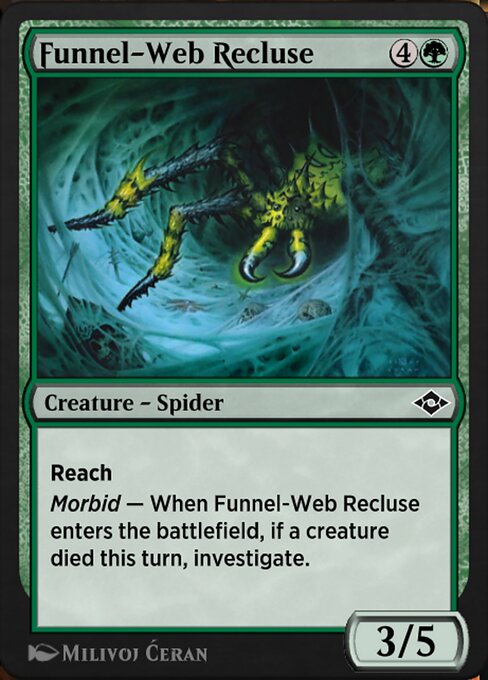 Funnel-Web Recluse 4
Creature – Spider
Reach
Morbid — When Funnel-Web Recluse
enters the battlefield, if a creature
died this turn, investigate.
3/5
Milivoj Ćeran